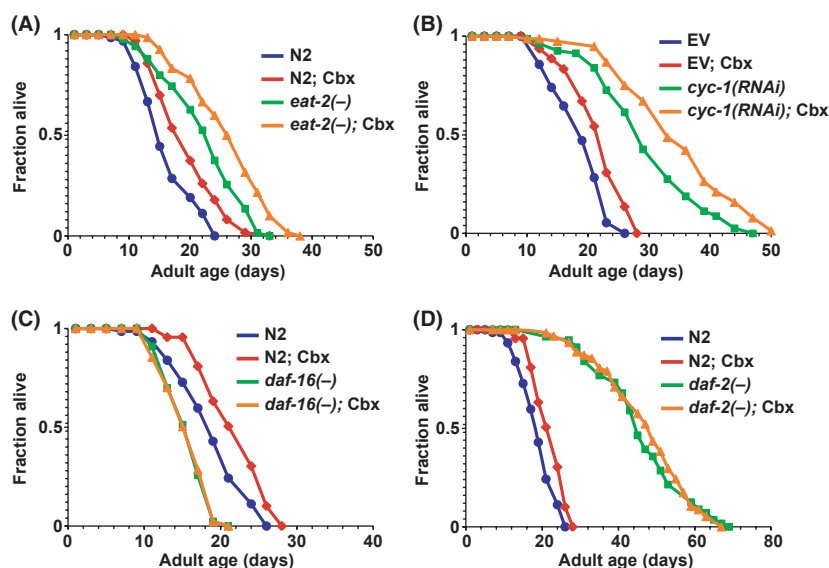 (A)
N2
N2; Cbx
eat-2(–)
eat-2(–); Cbx
Fraction alive
1
0.5
0
0 10 20 30 40 50
Adult age (days)
(B)
EV
EV; Cbx
cyc-1(RNAi)
cyc-1(RNAi); Cbx
Fraction alive
1
0.5
0
0 10 20 30 40 50
Adult age (days)
(C)
N2
N2; Cbx
daf-16(–)
daf-16(–); Cbx
Fraction alive
1
0.5
0
0 10 20 30 40
Adult age (days)
(D)
N2
N2; Cbx
daf-2(–)
daf-2(–); Cbx
Fraction alive
1
0.5
0
0 20 40 60 80
Adult age (days)